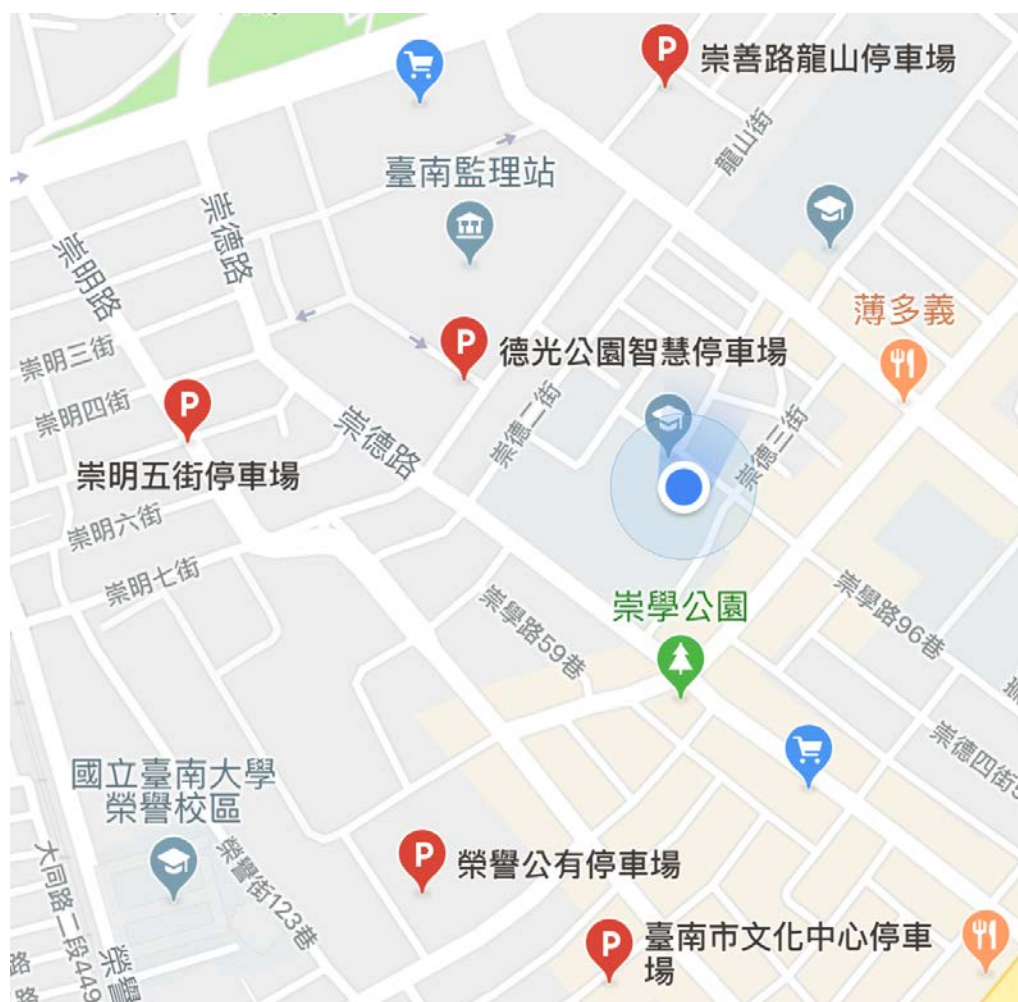 崇善路龍山停車場
龍山街
臺南監理站
崇德路
崇明路
薄多義
崇明三街
德光公園智慧停車場
崇明四街
崇德二街
崇德三街
崇德路
崇明五街停車場
崇明六街
崇明七街
崇學路59巷
崇學公園
崇學路96巷
崇德四街5
國立臺南大學
榮譽校區
榮譽公有停車場
榮譽街123巷
大同路二段449
臺南市文化中心停車
場
榮譽
路
路
P
P
P
P
P